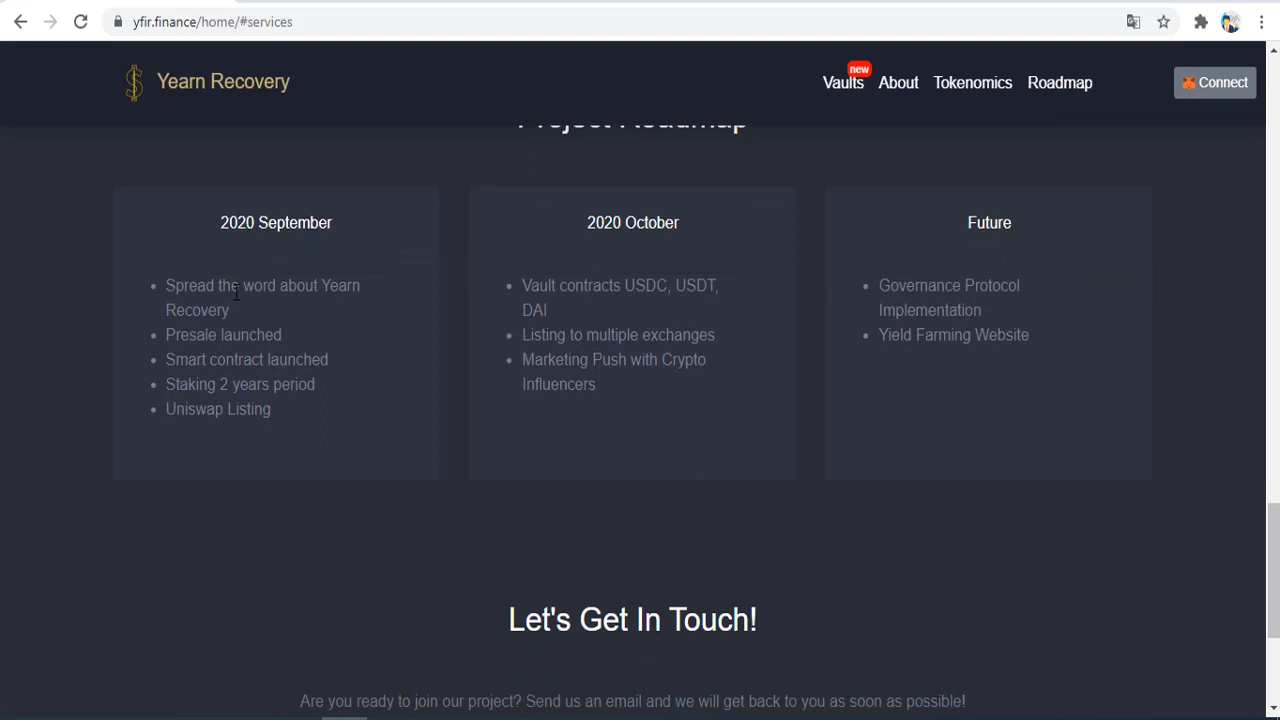 yfir.finance/home/#services
Yearn Recovery
new
Vaults About Tokenomics Roadmap
Connect
Project Roadmap
2020 September
Spread the word about Yearn
Recovery
Presale launched
Smart contract launched
Staking 2 years period
Uniswap Listing
2020 October
Vault contracts USDC, USDT,
DAI
Listing to multiple exchanges
Marketing Push with Crypto
Influencers
Future
Governance Protocol
Implementation
Yield Farming Website
Let's Get In Touch!
Are you ready to join our project? Send us an email and we will get back to you as soon as possible!